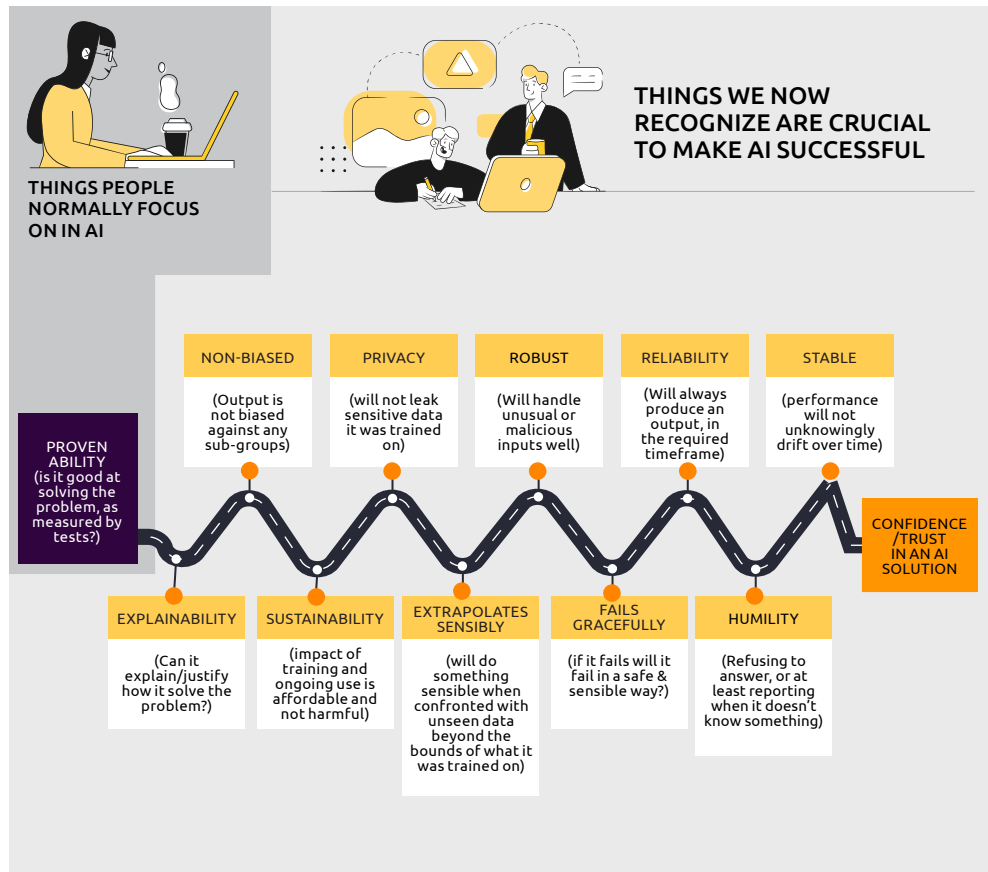 THINGS PEOPLE
NORMALLY FOCUS
ON IN AI
THINGS WE NOW
RECOGNIZE ARE CRUCIAL
TO MAKE AI SUCCESSFUL
PROVEN
ABILITY
(is it good at
solving the
problem, as
measured by
tests?)
NON-BIASED
(Output is
not biased
against any
sub-groups)
PRIVACY
(will not leak
sensitive data
it was trained
on)
ROBUST
(Will handle
unusual or
malicious
inputs well)
RELIABILITY
(Will always
produce an
output, in
the required
timeframe)
STABLE
(performance
will not
unknowingly
drift over time)
EXPLAINABILITY
(Can it
explain/justify
how it solve the
problem?)
SUSTAINABILITY
(impact of
training and
ongoing use is
affordable and
not harmful)
EXTRAPOLATES
SENSIBLY
(will do
something
sensible when
confronted with
unseen data
beyond the
bounds of what it
was trained on)
FAILS
GRACEFULLY
(if it fails will it
fail in a safe &
sensible way?)
HUMILITY
(Refusing to
answer, or at
least reporting
when it doesn't
know something)
CONFIDENCE
/TRUST
IN AN AI
SOLUTION